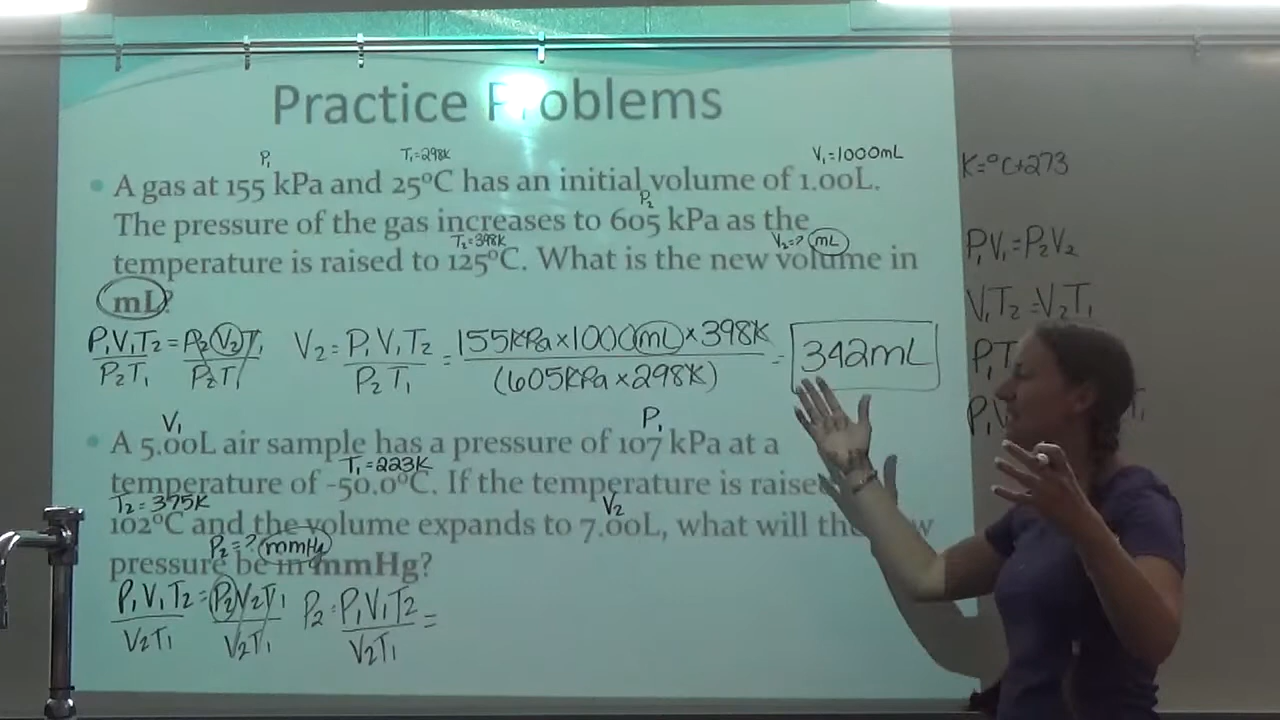 Practice Problems
P₁ T₁=298K V₁=1000mL
• A gas at 155 kPa and 25°C has an initial volume of 1.00L.
P₂
The pressure of the gas increases to 605 kPa as the
T₂=398K V₂=? mL
temperature is raised to 125°C. What is the new volume in
mL?
P₁V₁T₂=P₂V₂T₁ V₂=P₁V₁T₂=155kPa×1000mL×398K=342mL
P₂T₁ P₂T₁ P₂T₁ (605kPa×298K)
V₁ P₁
• A 5.00L air sample has a pressure of 107 kPa at a
T₁=223K
temperature of -50.0°C. If the temperature is raise
T₂=375K V₂
102°C and the volume expands to 7.00L, what will the
P₂=? mmHg
pressure be in mmHg?
P₁V₁T₂=P₂V₂T₁ P₂=P₁V₁T₂=
V₂T₁ V₂T₁ V₂T₁
K=°C+273
P₁V₁=P₂V₂
V₁T₂=V₂T₁
P₁T
P₁V